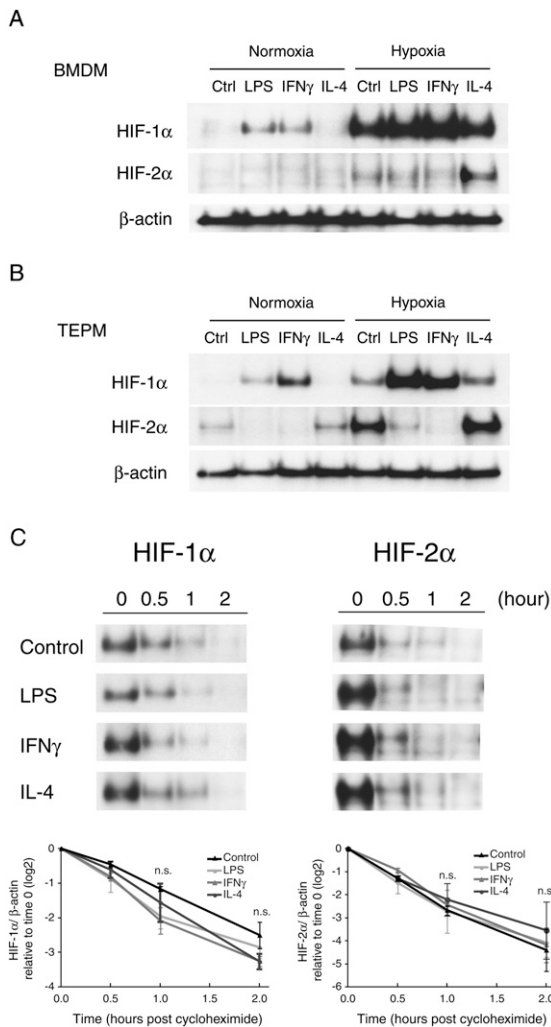 A
BMDM
Normoxia Hypoxia
Ctrl LPS IFNγ IL-4 Ctrl LPS IFNγ IL-4
HIF-1α
HIF-2α
β-actin
B
TEPM
Normoxia Hypoxia
Ctrl LPS IFNγ IL-4 Ctrl LPS IFNγ IL-4
HIF-1α
HIF-2α
β-actin
C
HIF-1α HIF-2α
0 0.5 1 2 0 0.5 1 2 (hour)
Control
LPS
IFNγ
IL-4
HIF-1α/ β-actin
relative to time 0 (log2)
0
-1
-2
-3
-4
-5
0.0 0.5 1.0 1.5 2.0
Time (hours post cycloheximide)
n.s.
n.s.
Control
LPS
IFNγ
IL-4
HIF-2α/ β-actin
relative to time 0 (log2)
0
-1
-2
-3
-4
-5
-6
0.0 0.5 1.0 1.5 2.0
Time (hours post cycloheximide)
n.s.
n.s.
Control
LPS
IFNγ
IL-4